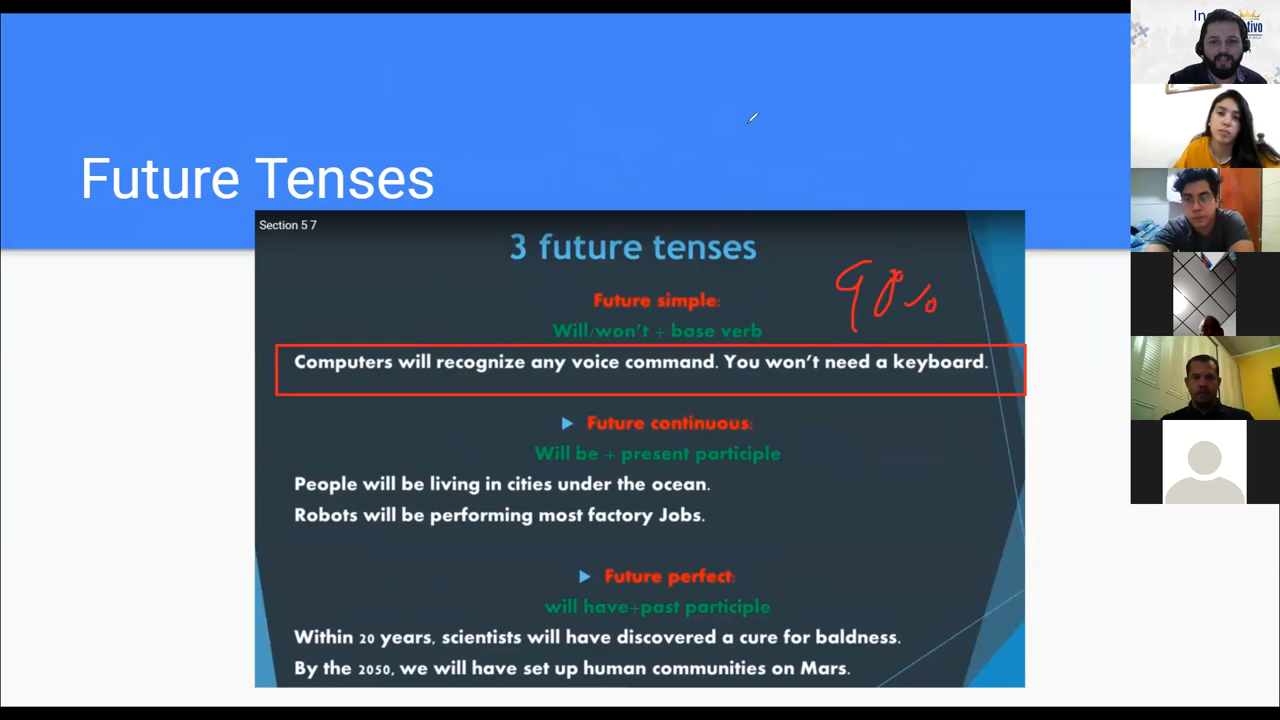 Future Tenses
Section 5 7
3 future tenses
90%
Future simple:
Will/won't + base verb
Computers will recognize any voice command. You won't need a keyboard.
Future continuous:
Will be + present participle
People will be living in cities under the ocean.
Robots will be performing most factory Jobs.
Future perfect:
will have+past participle
Within 20 years, scientists will have discovered a cure for baldness.
By the 2050, we will have set up human communities on Mars.